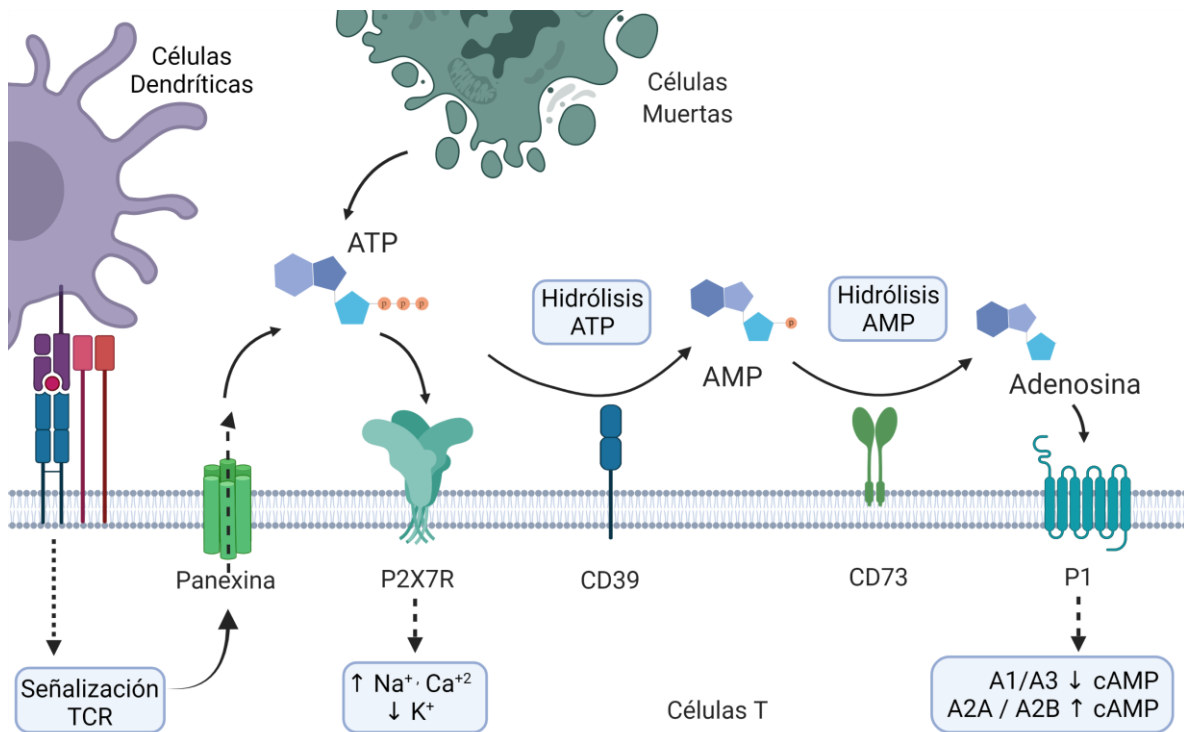 Células
Dendríticas
Células
Muertas
ATP
P P P
Hidrólisis
ATP
P
AMP
Hidrólisis
AMP
Adenosina
Panexina
P2X7R
CD39
CD73
P1
Señalización
TCR
↑ Na⁺, Ca⁺²
↓ K⁺
Células T
A1/A3 ↓ cAMP
A2A / A2B ↑ cAMP